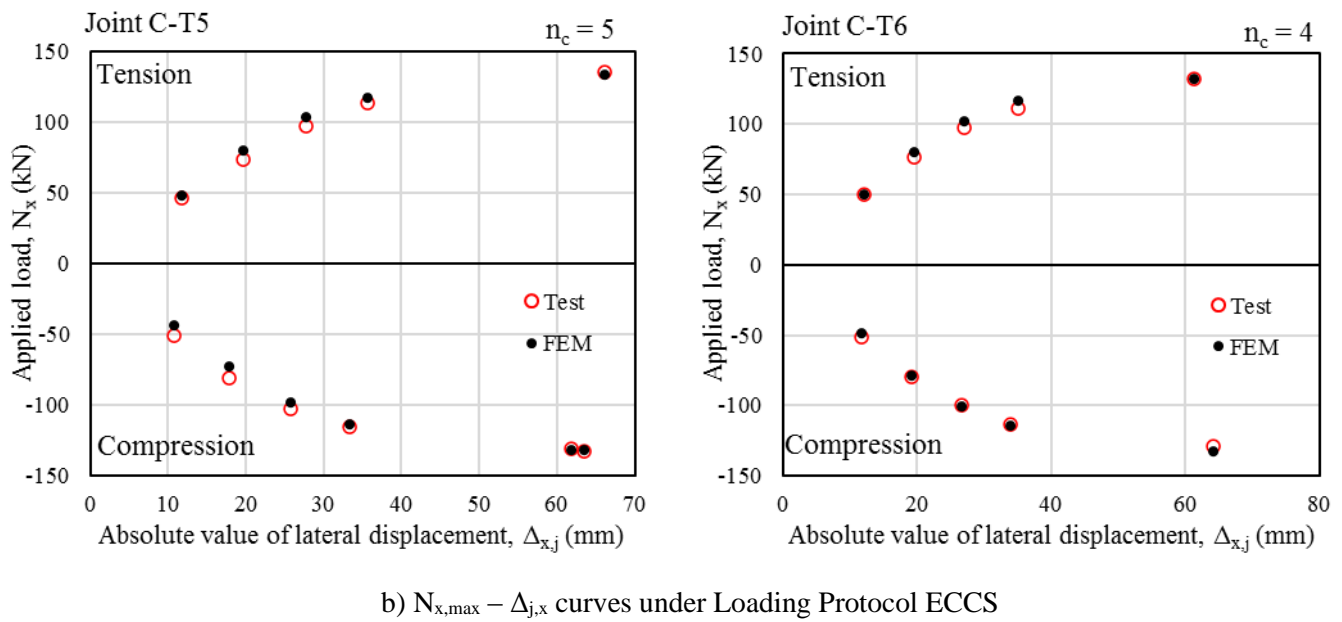 Joint C-T5
n_c = 5
150
Tension
100
50
0
-50
-100
-150
Compression
Test
FEM
Applied load, N_x (kN)
0 10 20 30 40 50 60 70
Absolute value of lateral displacement, Δ_x,j (mm)
Joint C-T6
n_c = 4
150
Tension
100
50
0
-50
-100
-150
Compression
Test
FEM
Applied load, N_x (kN)
0 20 40 60 80
Absolute value of lateral displacement, Δ_x,j (mm)
b) N_x,max – Δ_j,x curves under Loading Protocol ECCS